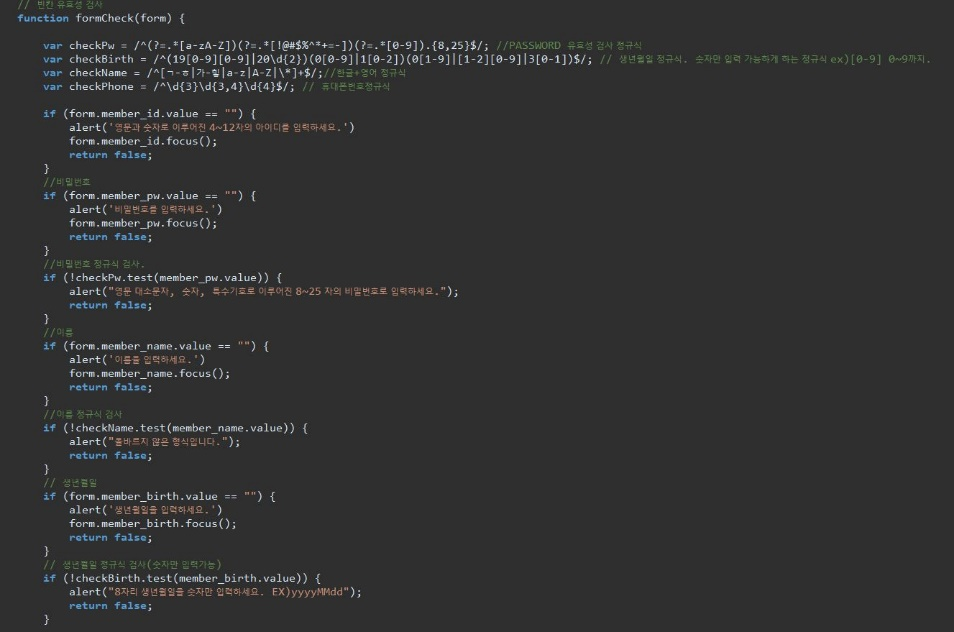 // 빈칸 유효성 검사
function formCheck(form) {
var checkPw = /^(?=.*[a-zA-Z])(?=.*[!@#$%^*+=-])(?=.*[0-9]).{8,25}$/; //PASSWORD 유효성 검사 정규식
var checkBirth = /^(19[0-9][0-9]|20\d{2})(0[0-9]|1[0-2])(0[1-9]|[1-2][0-9]|3[0-1])$/; // 생년월일 정규식. 숫자만 입력 가능하게 하는 정규식 ex)[0-9] 0~9까지.
var checkName = /^[ㄱ-ㅎ|가-힣|a-z|A-Z|\*]+$/;//한글+영어 정규식
var checkPhone = /^\d{3}\d{3,4}\d{4}$/; // 휴대폰번호정규식
if (form.member_id.value == "") {
alert('영문과 숫자로 이루어진 4~12자의 아이디를 입력하세요.')
form.member_id.focus();
return false;
}
//비밀번호
if (form.member_pw.value == "") {
alert('비밀번호를 입력하세요.')
form.member_pw.focus();
return false;
}
//비밀번호 정규식 검사.
if (!checkPw.test(member_pw.value)) {
alert("영문 대소문자, 숫자, 특수기호로 이루어진 8~25 자의 비밀번호로 입력하세요.");
return false;
}
//이름
if (form.member_name.value == "") {
alert('이름을 입력하세요.')
form.member_name.focus();
return false;
}
//이름 정규식 검사
if (!checkName.test(member_name.value)) {
alert("올바르지 않은 형식입니다.");
return false;
}
// 생년월일
if (form.member_birth.value == "") {
alert('생년월일을 입력하세요.')
form.member_birth.focus();
return false;
}
// 생년월일 정규식 검사(숫자만 입력가능)
if (!checkBirth.test(member_birth.value)) {
alert("8자리 생년월일을 숫자만 입력하세요. EX)yyyyMMdd");
return false;
}